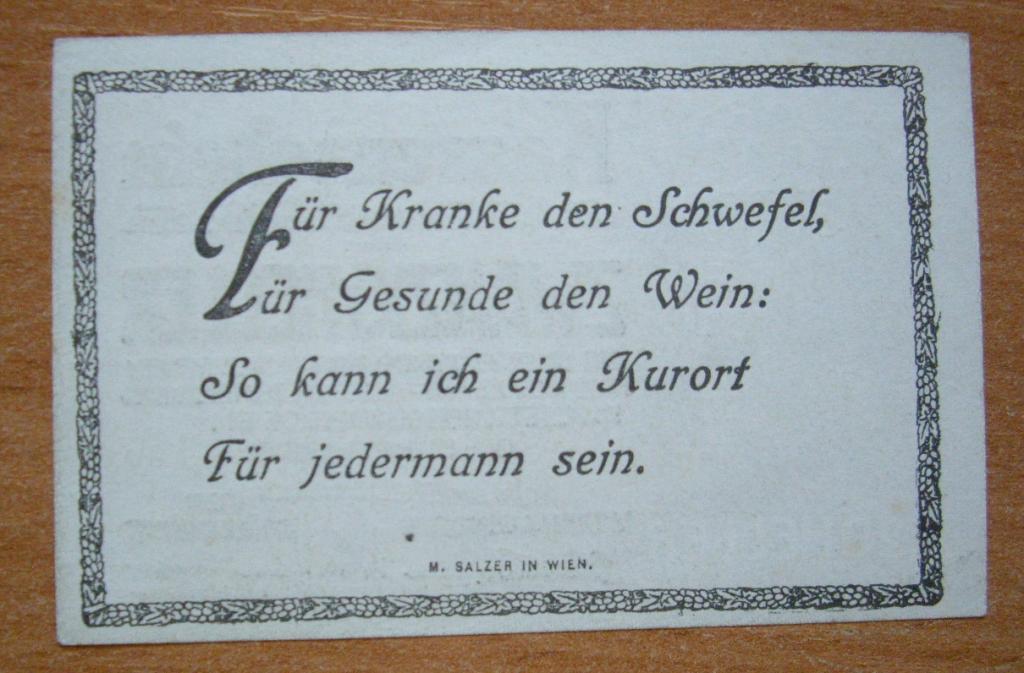 Für Kranke den Schwefel,
Für Gesunde den Wein:
So kann ich ein Kurort
Für jedermann sein.
M. SALZER IN WIEN.